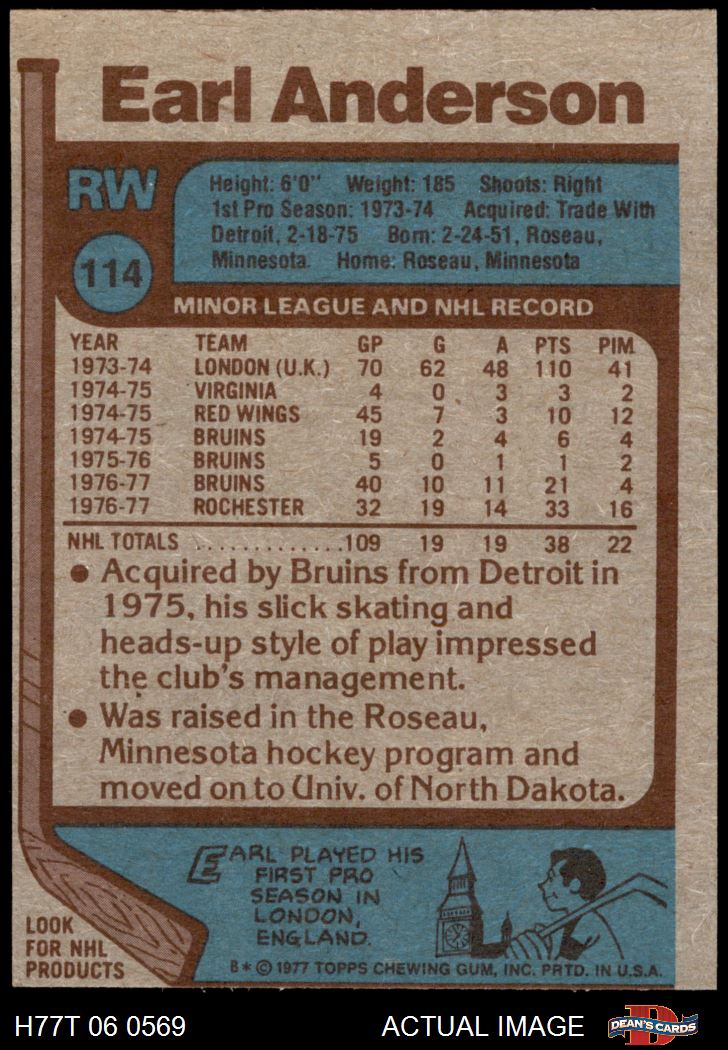 Earl Anderson
RW
114
Height: 6'0" Weight: 185 Shoots: Right
1st Pro Season: 1973-74 Acquired: Trade With
Detroit, 2-18-75 Born: 2-24-51, Roseau,
Minnesota Home: Roseau, Minnesota
MINOR LEAGUE AND NHL RECORD
YEAR TEAM GP G A PTS PIM
1973-74 LONDON (U.K.) 70 62 48 110 41
1974-75 VIRGINIA 4 0 3 3 2
1974-75 RED WINGS 45 7 3 10 12
1974-75 BRUINS 19 2 4 6 4
1975-76 BRUINS 5 0 1 1 2
1976-77 BRUINS 40 10 11 21 4
1976-77 ROCHESTER 32 19 14 33 16
NHL TOTALS .............109 19 19 38 22
● Acquired by Bruins from Detroit in
1975, his slick skating and
heads-up style of play impressed
the club's management.
● Was raised in the Roseau,
Minnesota hockey program and
moved on to Univ. of North Dakota.
EARL PLAYED HIS
FIRST PRO
SEASON IN
LONDON,
ENGLAND.
LOOK
FOR NHL
PRODUCTS
B * © 1977 TOPPS CHEWING GUM, INC. PRTD. IN U.S.A.
H77T 06 0569 ACTUAL IMAGE
D
DEAN'S CARDS